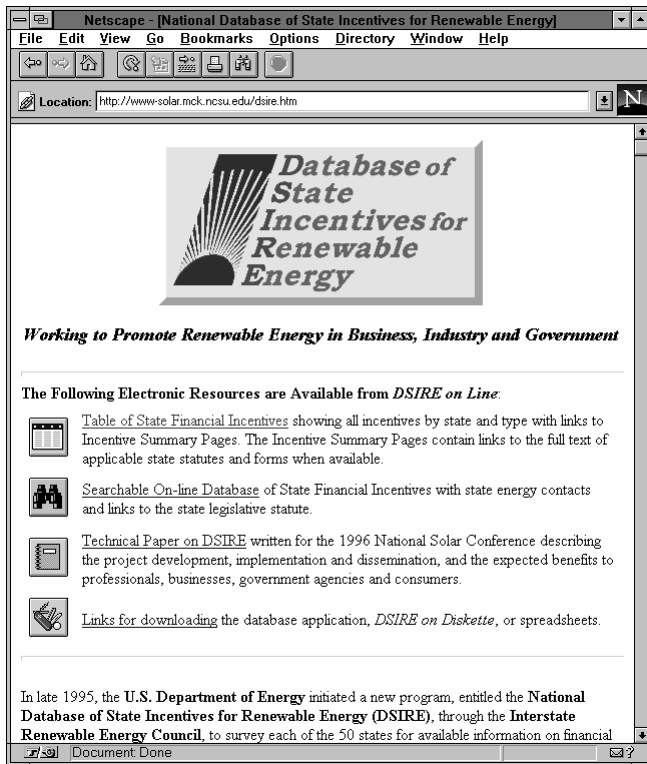 Netscape - [National Database of State Incentives for Renewable Energy]
File Edit View Go Bookmarks Options Directory Window Help
Location: http://www-solar.mck.ncsu.edu/dsire.htm
N
Database of
State
Incentives for
Renewable
Energy
Working to Promote Renewable Energy in Business, Industry and Government
The Following Electronic Resources are Available from DSIRE on Line:
Table of State Financial Incentives showing all incentives by state and type with links to
Incentive Summary Pages. The Incentive Summary Pages contain links to the full text of
applicable state statutes and forms when available.
Searchable On-line Database of State Financial Incentives with state energy contacts
and links to the state legislative statute.
Technical Paper on DSIRE written for the 1996 National Solar Conference describing
the project development, implementation and dissemination, and the expected benefits to
professionals, businesses, government agencies and consumers.
Links for downloading the database application, DSIRE on Diskette, or spreadsheets.
In late 1995, the U.S. Department of Energy initiated a new program, entitled the National
Database of State Incentives for Renewable Energy (DSIRE), through the Interstate
Renewable Energy Council, to survey each of the 50 states for available information on financial
Document: Done
?